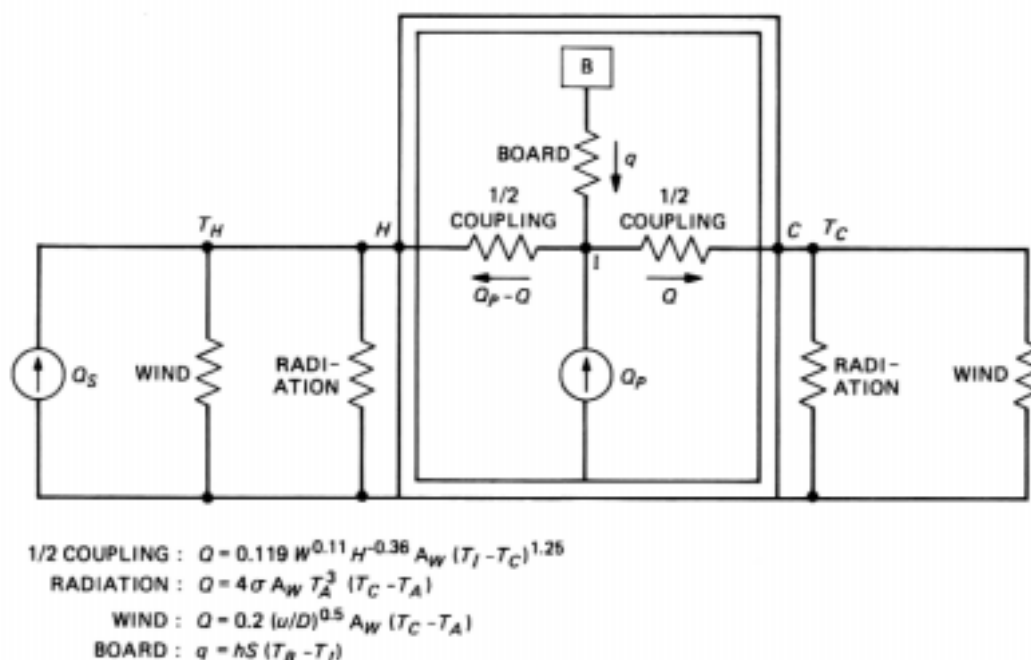 B
BOARD
q
1/2
COUPLING
1/2
COUPLING
T_H
H
I
C
T_C
Q_P - Q
Q
Q_S
WIND
RADI-
ATION
Q_P
RADI-
ATION
WIND
1/2 COUPLING : Q = 0.119 W^0.11 H^-0.36 A_W (T_I - T_C)^1.25
RADIATION : Q = 4σ A_W T_A^3 (T_C - T_A)
WIND : Q = 0.2 (u/D)^0.5 A_W (T_C - T_A)
BOARD : q = hS (T_B - T_I)